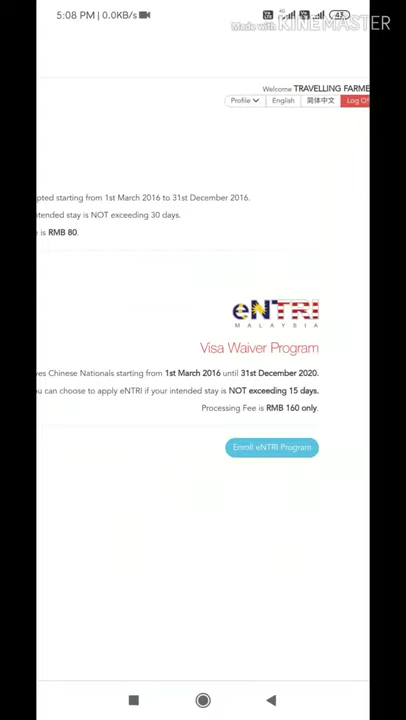 5:08 PM | 0.0KB/s
4G
43
Made with KINEMASTER
Welcome TRAVELLING FARME
Profile English 简体中文 Log O
pted starting from 1st March 2016 to 31st December 2016.
ntended stay is NOT exceeding 30 days.
e is RMB 80.
eNTRI
MALAYSIA
Visa Waiver Program
ves Chinese Nationals starting from 1st March 2016 until 31st December 2020.
ou can choose to apply eNTRI if your intended stay is NOT exceeding 15 days.
Processing Fee is RMB 160 only.
Enroll eNTRI Program